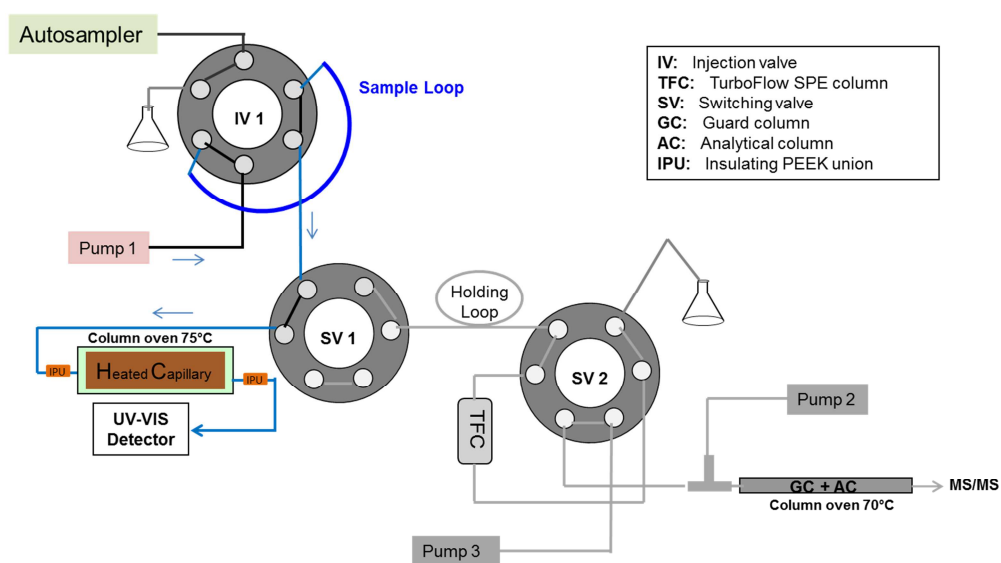 Autosampler
IV 1
Sample Loop
Pump 1
IV: Injection valve
TFC: TurboFlow SPE column
SV: Switching valve
GC: Guard column
AC: Analytical column
IPU: Insulating PEEK union
Holding
Loop
SV 1
SV 2
Column oven 75ºC
IPU
Heated Capillary
IPU
UV-VIS
Detector
TFC
Pump 2
GC + AC
MS/MS
Column oven 70ºC
Pump 3